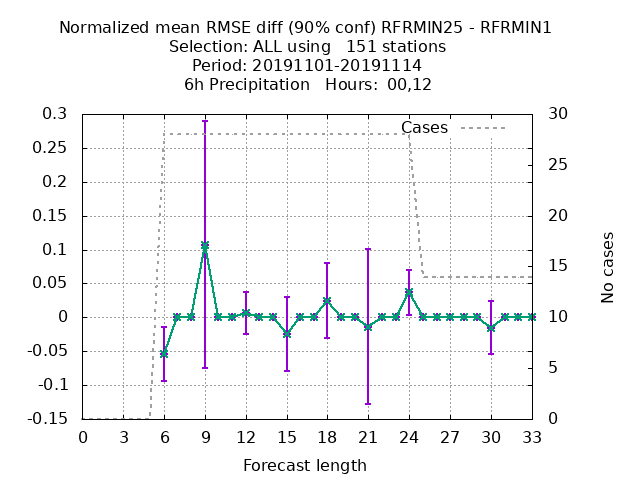 Normalized mean RMSE diff (90% conf) RFRMIN25 - RFRMIN1
Selection: ALL using   151 stations
Period: 20191101-20191114
6h Precipitation   Hours:  00,12
Cases
0.3
0.25
0.2
0.15
0.1
0.05
0
-0.05
-0.1
-0.15
30
25
20
15
10
5
0
No cases
0 3 6 9 12 15 18 21 24 27 30 33
Forecast length